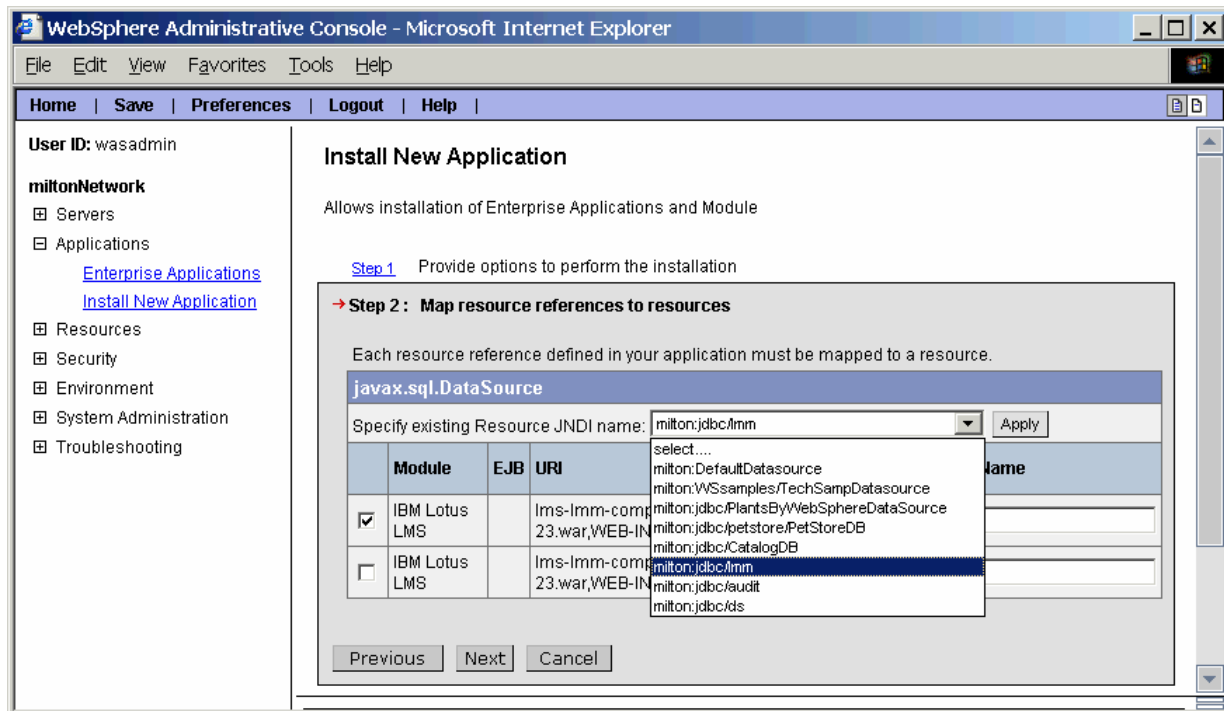 WebSphere Administrative Console - Microsoft Internet Explorer
File Edit View Favorites Tools Help
Home | Save | Preferences | Logout | Help |
User ID: wasadmin
miltonNetwork
Servers
Applications
Enterprise Applications
Install New Application
Resources
Security
Environment
System Administration
Troubleshooting
Install New Application
Allows installation of Enterprise Applications and Module
Step 1 Provide options to perform the installation
Step 2 : Map resource references to resources
Each resource reference defined in your application must be mapped to a resource.
javax.sql.DataSource
Specify existing Resource JNDI name: milton:jdbc/lmm Apply
select....
milton:DefaultDatasource
milton:WSsamples/TechSampDatasource
milton:jdbc/PlantsByWebSphereDataSource
milton:jdbc/petstore/PetStoreDB
milton:jdbc/CatalogDB
milton:jdbc/lmm
milton:jdbc/audit
milton:jdbc/ds
Module EJB URI Name
IBM Lotus LMS
lms-lmm-comp
23.war,WEB-IN
IBM Lotus LMS
lms-lmm-comp
23.war,WEB-IN
Previous Next Cancel